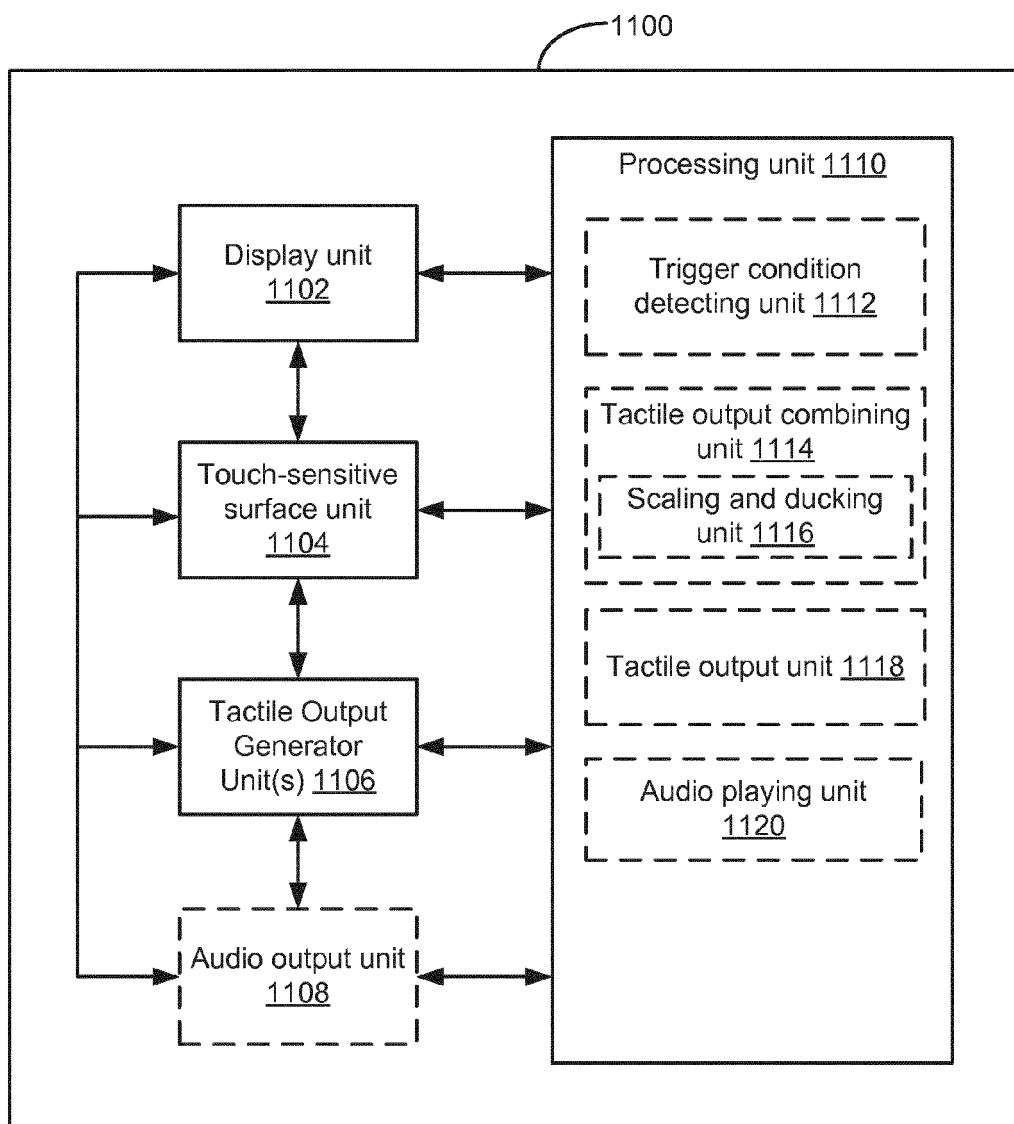 1100
Processing unit 1110
Display unit
1102
Trigger condition
detecting unit 1112
Tactile output combining
unit 1114
Touch-sensitive
surface unit
1104
Scaling and ducking
unit 1116
Tactile output unit 1118
Tactile Output
Generator
Unit(s) 1106
Audio playing unit
1120
Audio output unit
1108